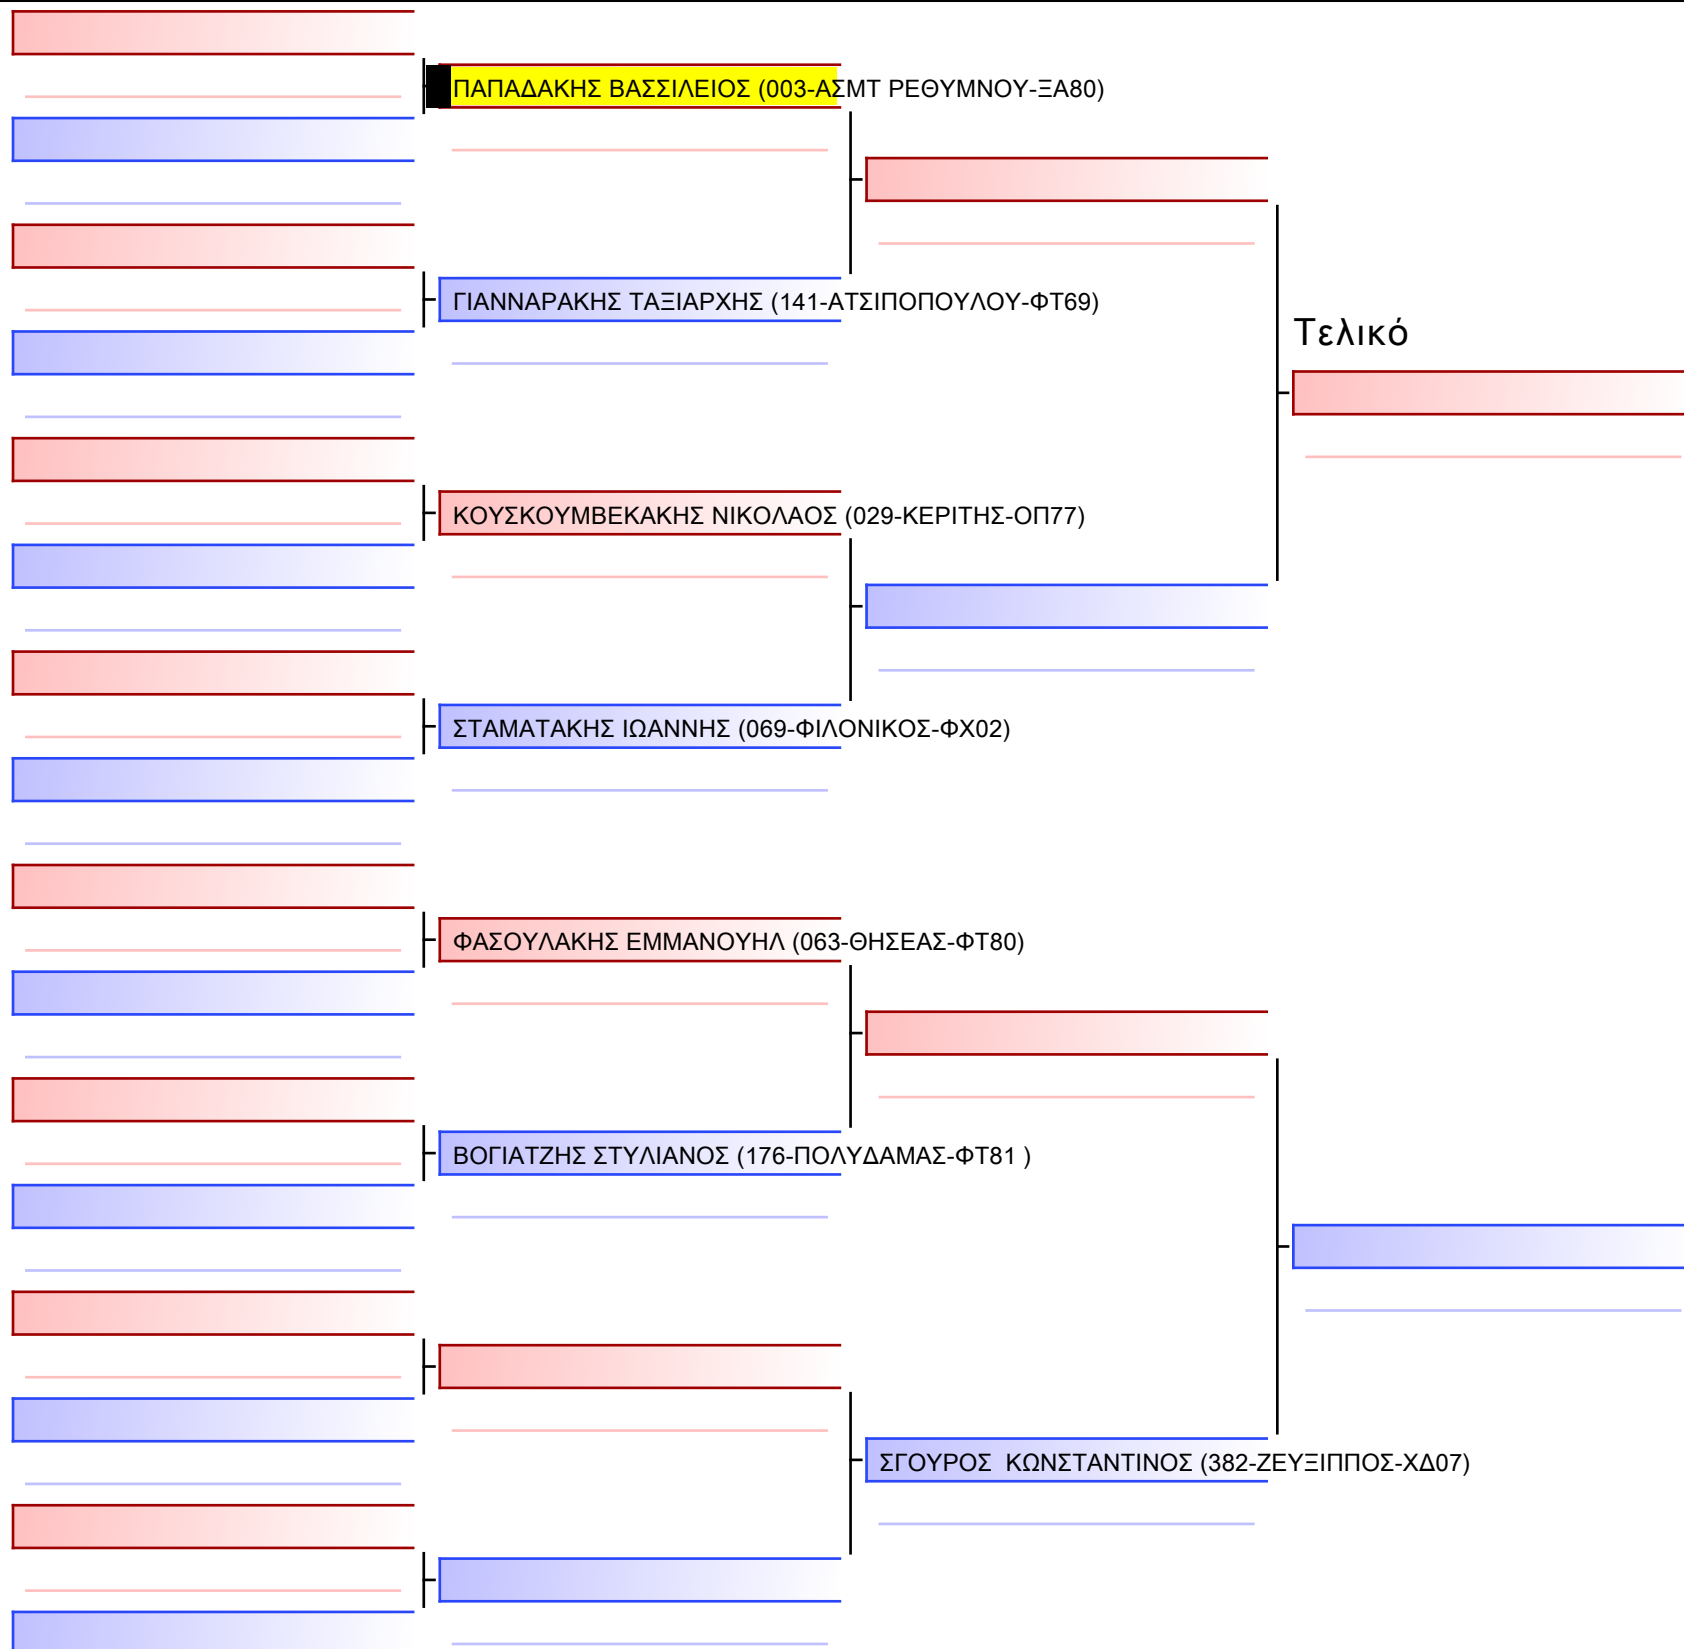 ΠΑΠΑΔΑΚΗΣ ΒΑΣΣΙΛΕΙΟΣ (003-ΑΣΜΤ ΡΕΘΥΜΝΟΥ-ΞΑ80)
ΓΙΑΝΝΑΡΑΚΗΣ ΤΑΞΙΑΡΧΗΣ (141-ΑΤΣΙΠΟΠΟΥΛΟΥ-ΦΤ69)
Τελικό
ΚΟΥΣΚΟΥΜΒΕΚΑΚΗΣ ΝΙΚΟΛΑΟΣ (029-ΚΕΡΙΤΗΣ-ΟΠ77)
ΣΤΑΜΑΤΑΚΗΣ ΙΩΑΝΝΗΣ (069-ΦΙΛΟΝΙΚΟΣ-ΦΧ02)
ΦΑΣΟΥΛΑΚΗΣ ΕΜΜΑΝΟΥΗΛ (063-ΘΗΣΕΑΣ-ΦΤ80)
ΒΟΓΙΑΤΖΗΣ ΣΤΥΛΙΑΝΟΣ (176-ΠΟΛΥΔΑΜΑΣ-ΦΤ81 )
ΣΓΟΥΡΟΣ  ΚΩΝΣΤΑΝΤΙΝΟΣ (382-ΖΕΥΞΙΠΠΟΣ-ΧΔ07)